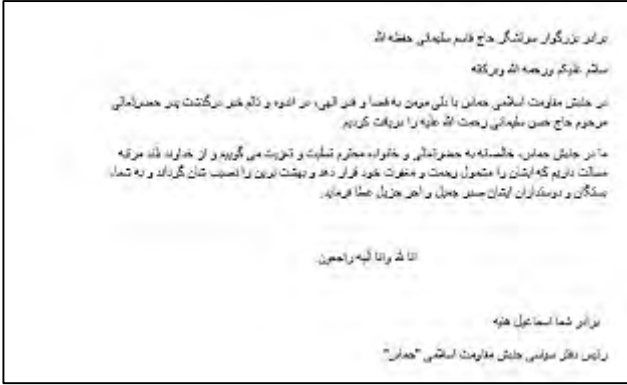 برادر بزرگوار سرلشگر حاج قاسم سلیمانی حفظه الله
سلام علیکم ورحمه الله وبرکاته
در جنبش مقاومت اسلامی حماس با دلی مومن به قضا و قدر الهی، در اندوه و تالم خبر درگذشت پدر حضرتعالی
مرحوم حاج حسن سلیمانی رحمت الله علیه را دریافت کردیم
ما در جنبش حماس، خالصانه به حضرتعالی و خانواده محترم تسلیت و تعزیت می گوییم و از خداوند بلند مرتبه
مسالت داریم که ایشان را مشمول رحمت و مغفرت خود قرار دهد و بهشت برین را نصیب شان گرداند و به شما،
بستگان و دوستداران ایشان صبر جمیل و اجر جزیل عطا فرماید.
انا لله وانا الیه راجعون
برادر شما اسماعیل هنیه
رئیس دفتر سیاسی جنبش مقاومت اسلامی "حماس"